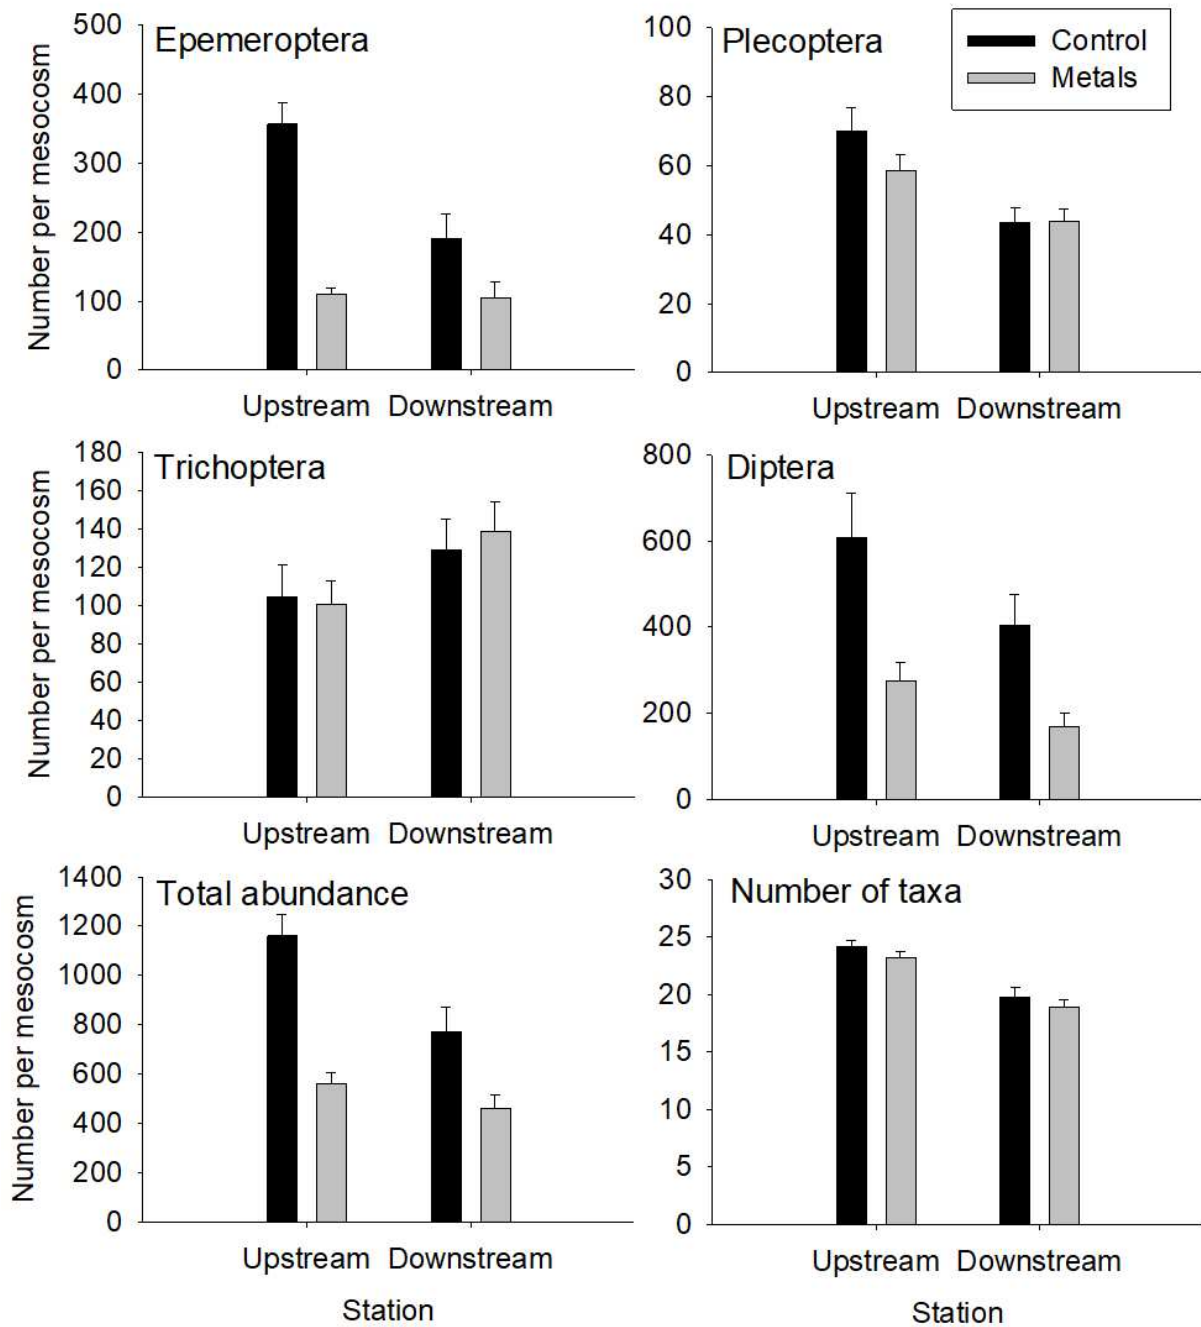 Epemeroptera
Number per mesocosm
500
400
300
200
100
0
Upstream Downstream
Plecoptera
Control
Metals
100
80
60
40
20
0
Upstream Downstream
Trichoptera
Number per mesocosm
180
160
140
120
100
80
60
40
20
0
Upstream Downstream
Diptera
800
600
400
200
0
Upstream Downstream
Total abundance
Number per mesocosm
1400
1200
1000
800
600
400
200
0
Upstream Downstream
Station
Number of taxa
30
25
20
15
10
5
0
Upstream Downstream
Station